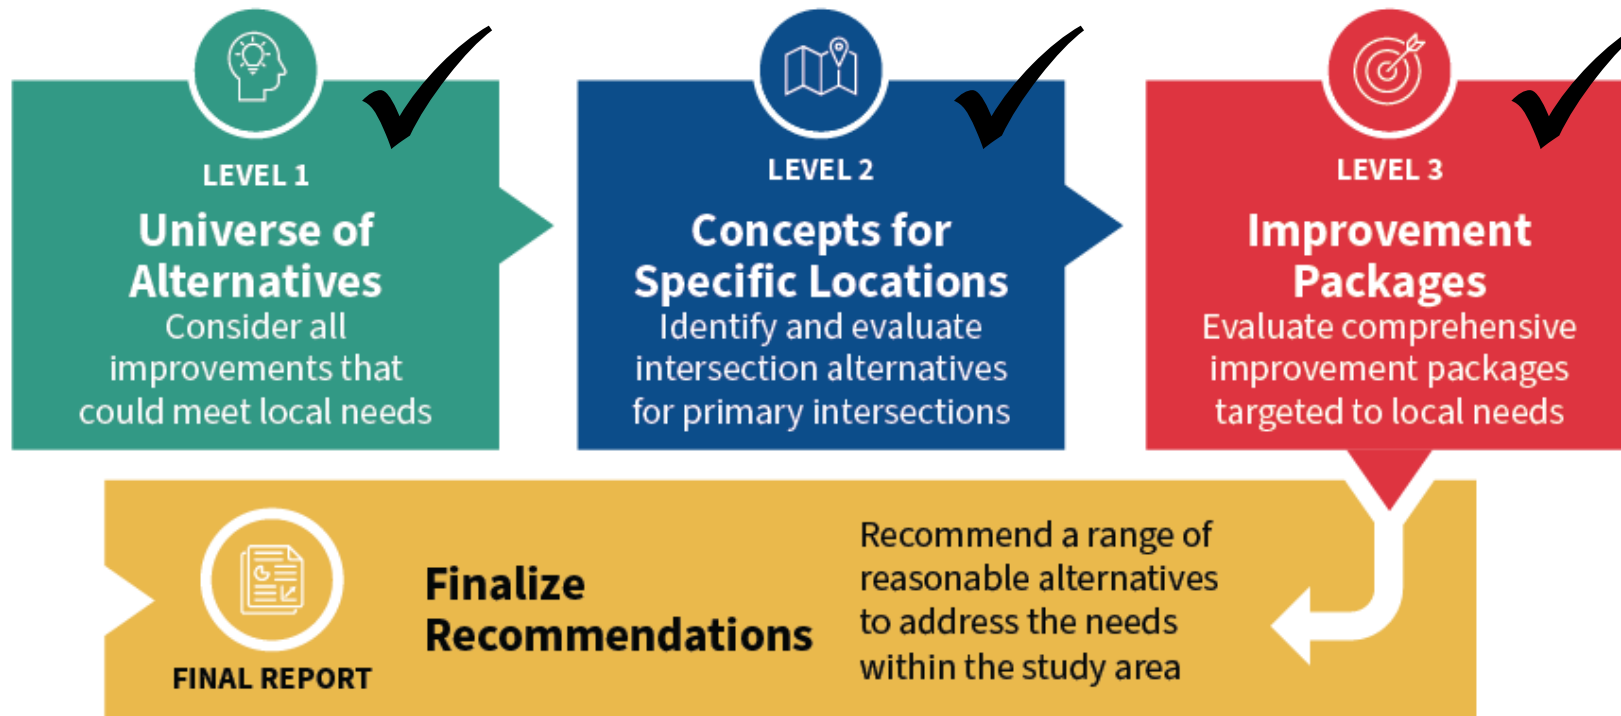 LEVEL 1
Universe of
Alternatives
Consider all
improvements that
could meet local needs
LEVEL 2
Concepts for
Specific Locations
Identify and evaluate
intersection alternatives
for primary intersections
LEVEL 3
Improvement
Packages
Evaluate comprehensive
improvement packages
targeted to local needs
FINAL REPORT
Finalize
Recommendations
Recommend a range of
reasonable alternatives
to address the needs
within the study area